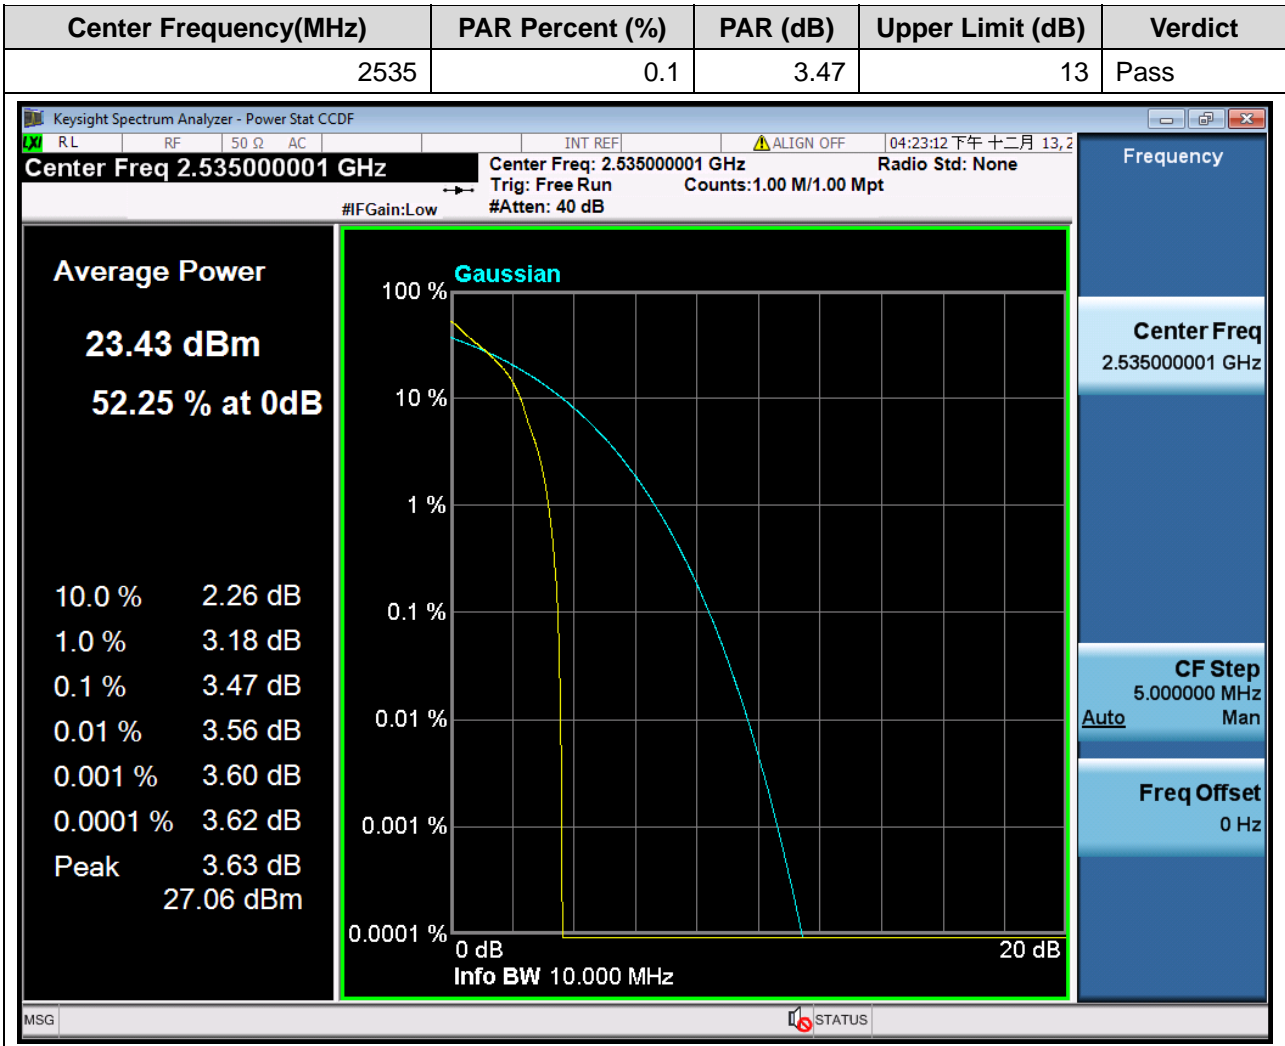 Center Frequency(MHz) PAR Percent (%) PAR (dB) Upper Limit (dB) Verdict
2535 0.1 3.47 13 Pass
Keysight Spectrum Analyzer - Power Stat CCDF
LXI RL RF 50 Ω AC INT REF ALIGN OFF 04:23:12 下午 十二月 13, 2
Center Freq 2.535000001 GHz
Center Freq: 2.535000001 GHz Radio Std: None
Trig: Free Run Counts:1.00 M/1.00 Mpt
#IFGain:Low #Atten: 40 dB
Average Power
23.43 dBm
52.25 % at 0dB
10.0 % 2.26 dB
1.0 % 3.18 dB
0.1 % 3.47 dB
0.01 % 3.56 dB
0.001 % 3.60 dB
0.0001 % 3.62 dB
Peak 3.63 dB
27.06 dBm
Gaussian
100 %
10 %
1 %
0.1 %
0.01 %
0.001 %
0.0001 %
0 dB 20 dB
Info BW 10.000 MHz
Frequency
Center Freq
2.535000001 GHz
CF Step
5.000000 MHz
Auto Man
Freq Offset
0 Hz
MSG STATUS